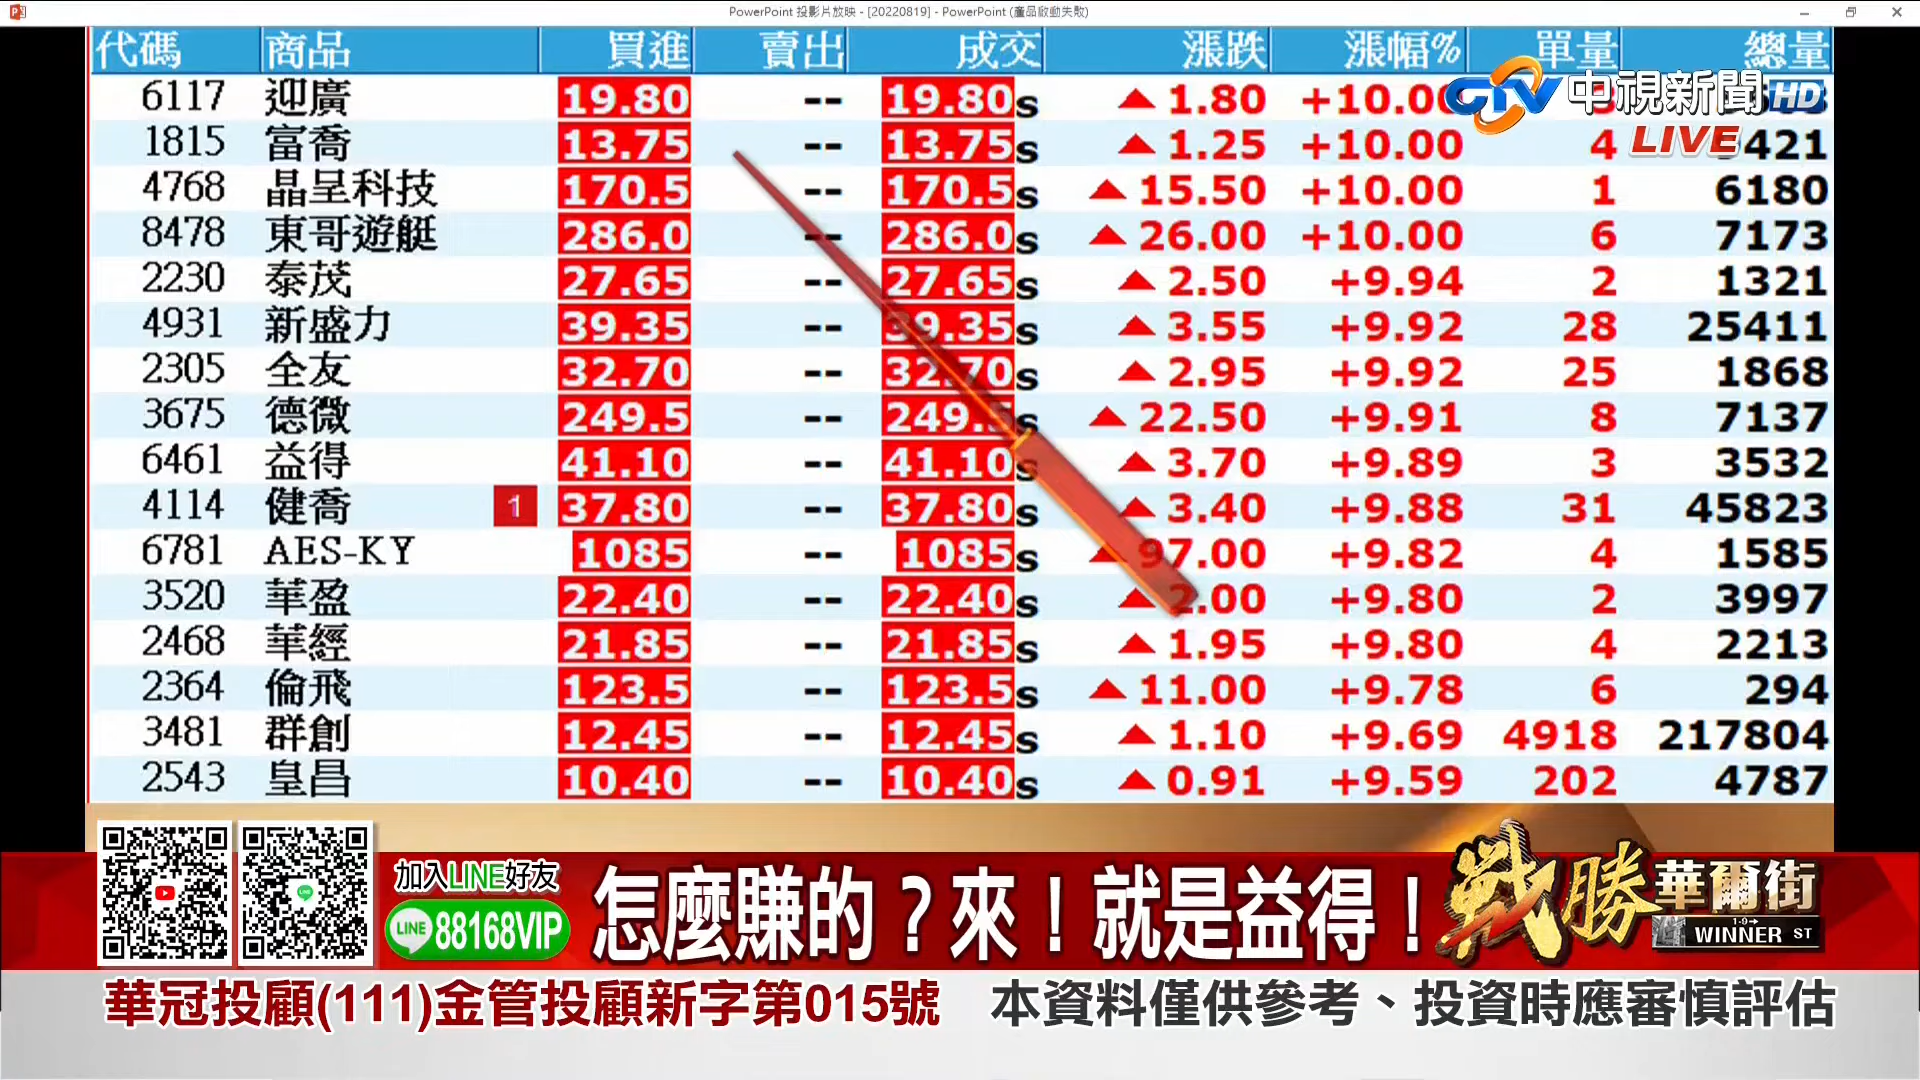 PowerPoint 投影片放映 - [20220819] - PowerPoint (產品啟動失敗)
代碼 商品 買進 賣出 成交 漲跌 漲幅% 單量 總量
6117 迎廣 19.80 -- 19.80s ▲ 1.80
CTV中視新聞HD
LIVE
1815 富喬 13.75 -- 13.75s ▲ 1.25 +10.00 4
4768 晶呈科技 170.5 -- 170.5s ▲ 15.50 +10.00 1 6180
8478 東哥遊艇 286.0 -- 286.0s ▲ 26.00 +10.00 6 7173
2230 泰茂 27.65 -- 27.65s ▲ 2.50 +9.94 2 1321
4931 新盛力 39.35 -- 39.35s ▲ 3.55 +9.92 28 25411
2305 全友 32.70 -- 32.70s ▲ 2.95 +9.92 25 1868
3675 德微 249.5 -- 249.5s ▲ 22.50 +9.91 8 7137
6461 益得 41.10 -- 41.10s ▲ 3.70 +9.89 3 3532
4114 健喬 1 37.80 -- 37.80s ▲ 3.40 +9.88 31 45823
6781 AES-KY 1085 -- 1085s ▲ 97.00 +9.82 4 1585
3520 華盈 22.40 -- 22.40s ▲ 2.00 +9.80 2 3997
2468 華經 21.85 -- 21.85s ▲ 1.95 +9.80 4 2213
2364 倫飛 123.5 -- 123.5s ▲ 11.00 +9.78 6 294
3481 群創 12.45 -- 12.45s ▲ 1.10 +9.69 4918 217804
2543 皇昌 10.40 -- 10.40s ▲ 0.91 +9.59 202 4787
加入LINE好友
LINE 88168VIP
怎麼賺的？來！就是益得！
戰勝華爾街
WINNER ST
華冠投顧(111)金管投顧新字第015號 本資料僅供參考、投資時應審慎評估